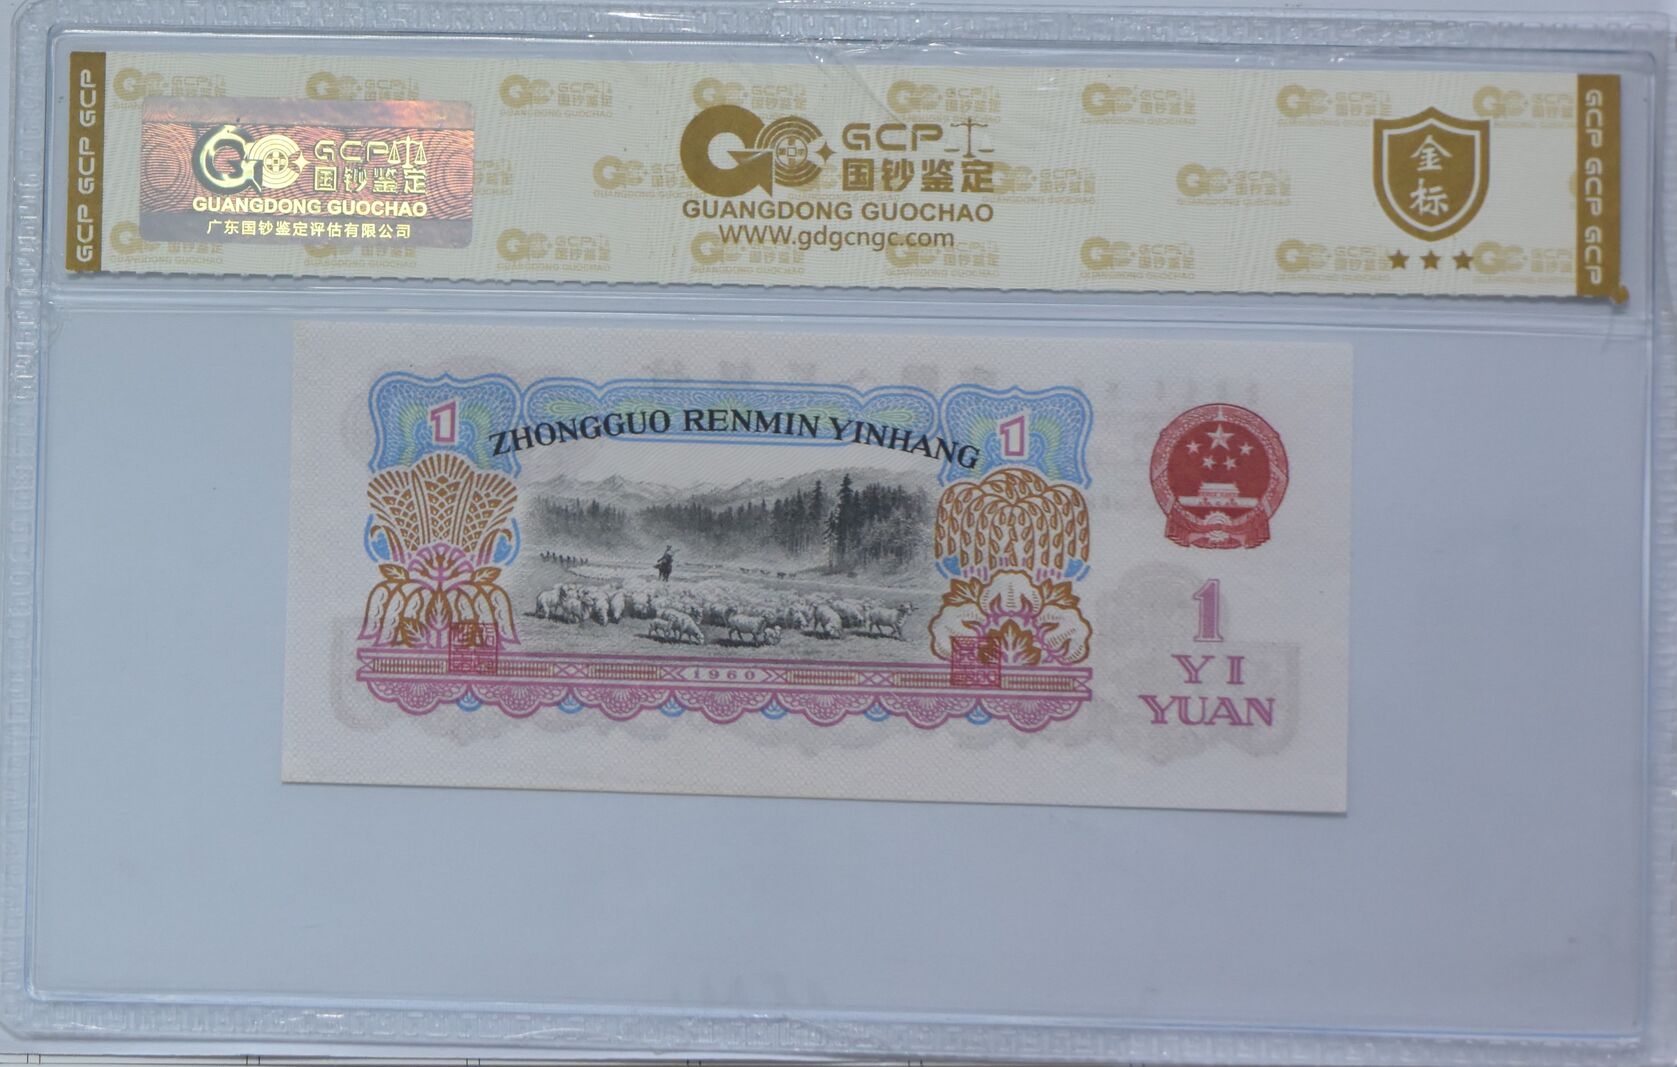 GCP GCP GCP GCP
GCP
国钞鉴定
GUANGDONG GUOCHAO
广东国钞鉴定评估有限公司
GCP
国钞鉴定
GUANGDONG GUOCHAO
WWW.gdgcngc.com
金
标
GCP GCP GCP GCP
1
ZHONGGUO RENMIN YINHANG
1
1960
1
YI
YUAN